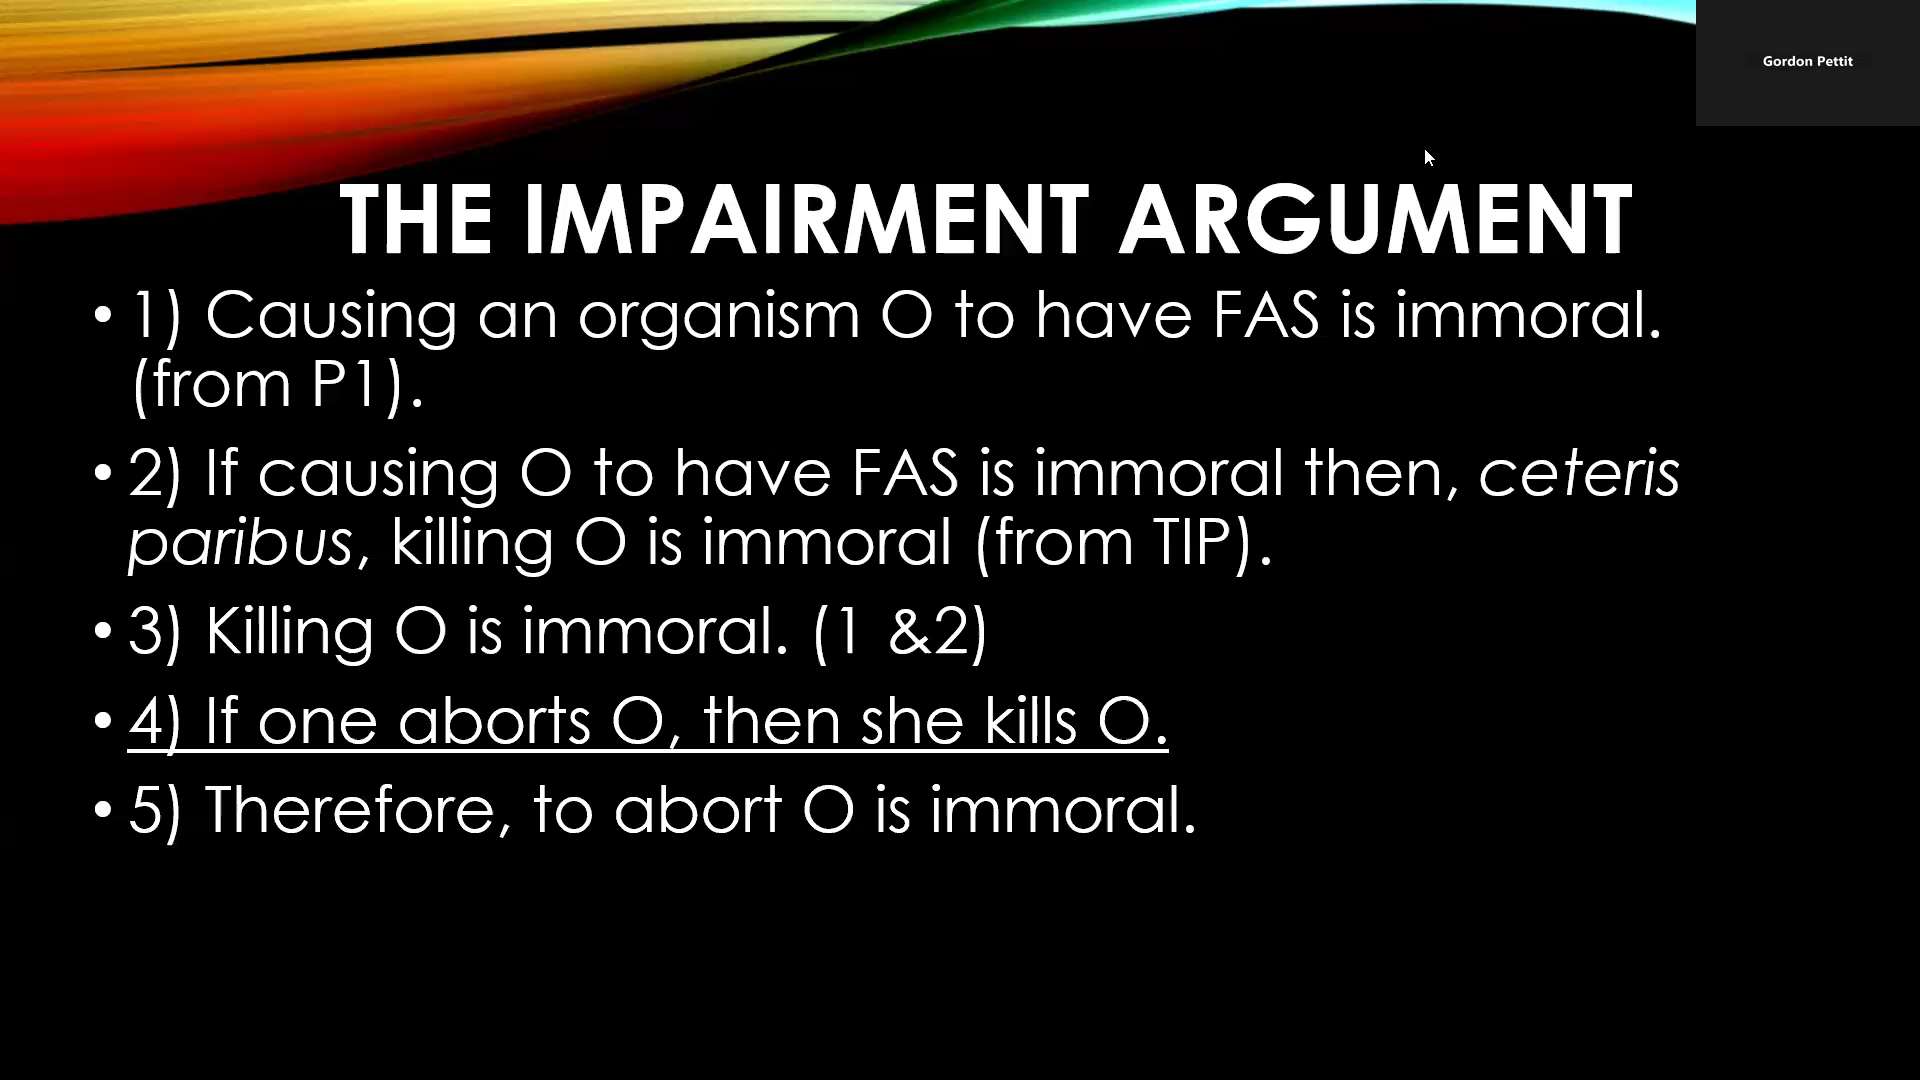 Gordon Pettit
THE IMPAIRMENT ARGUMENT
• 1) Causing an organism O to have FAS is immoral.
(from P1).
• 2) If causing O to have FAS is immoral then, ceteris
paribus, killing O is immoral (from TIP).
• 3) Killing O is immoral. (1 &2)
• 4) If one aborts O, then she kills O.
• 5) Therefore, to abort O is immoral.